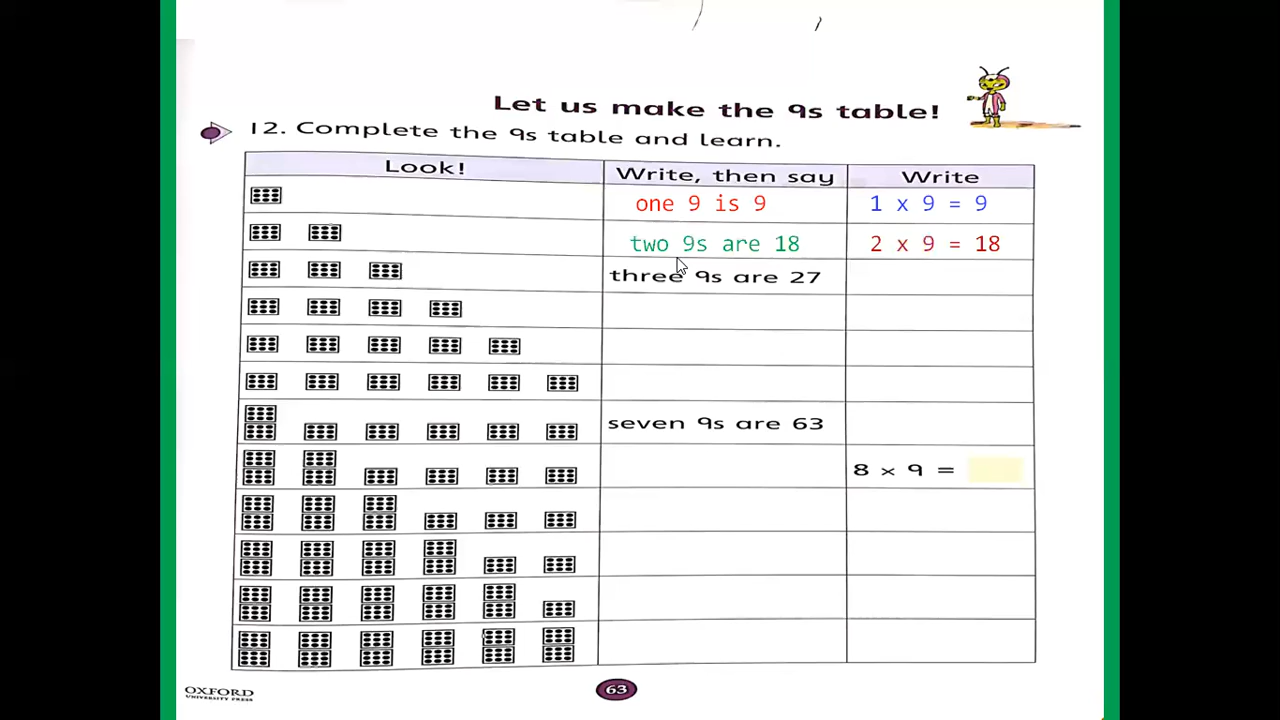 Let us make the 9s table!
12. Complete the 9s table and learn.
Look! Write, then say Write
one 9 is 9 1 x 9 = 9
two 9s are 18 2 x 9 = 18
three 9s are 27
seven 9s are 63
8 × 9 =
OXFORD
UNIVERSITY PRESS
63